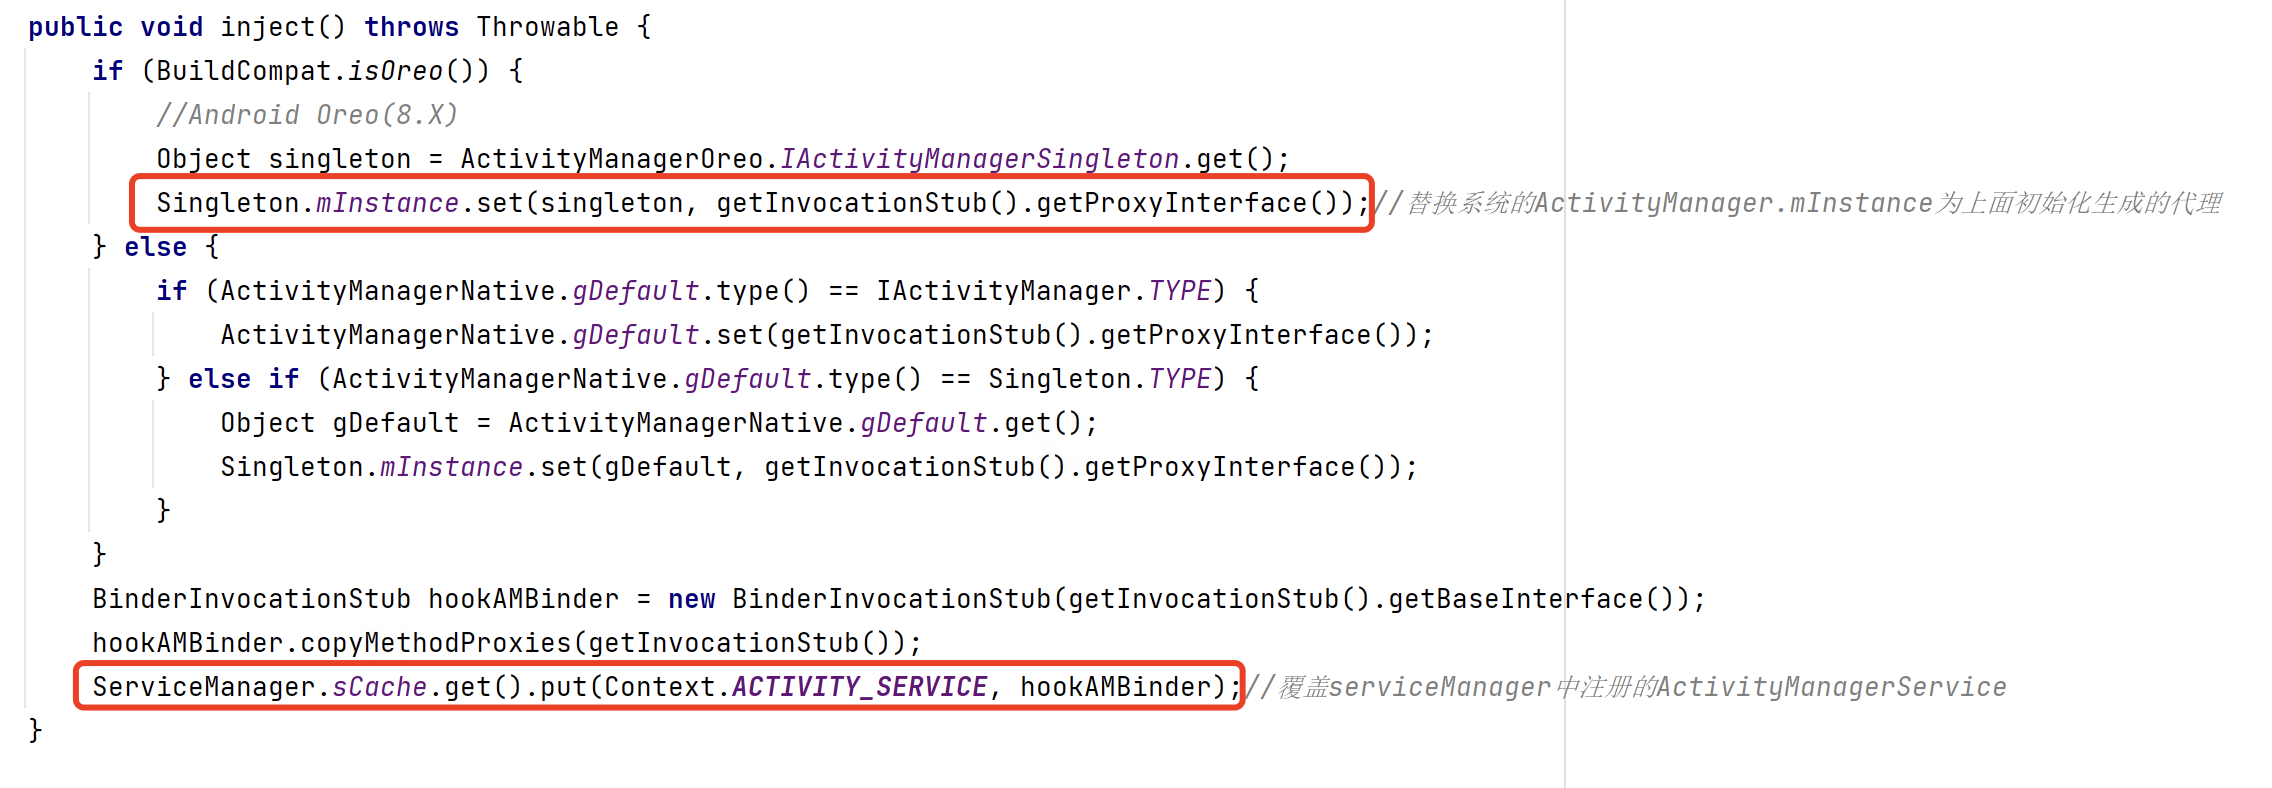 public void inject() throws Throwable {
if (BuildCompat.isOreo()) {
//Android Oreo(8.X)
Object singleton = ActivityManagerOreo.IActivityManagerSingleton.get();
Singleton.mInstance.set(singleton, getInvocationStub().getProxyInterface());//替换系统的ActivityManager.mInstance为上面初始化生成的代理
} else {
if (ActivityManagerNative.gDefault.type() == IActivityManager.TYPE) {
ActivityManagerNative.gDefault.set(getInvocationStub().getProxyInterface());
} else if (ActivityManagerNative.gDefault.type() == Singleton.TYPE) {
Object gDefault = ActivityManagerNative.gDefault.get();
Singleton.mInstance.set(gDefault, getInvocationStub().getProxyInterface());
}
}
BinderInvocationStub hookAMBinder = new BinderInvocationStub(getInvocationStub().getBaseInterface());
hookAMBinder.copyMethodProxies(getInvocationStub());
ServiceManager.sCache.get().put(Context.ACTIVITY_SERVICE, hookAMBinder);//覆盖serviceManager中注册的ActivityManagerService
}